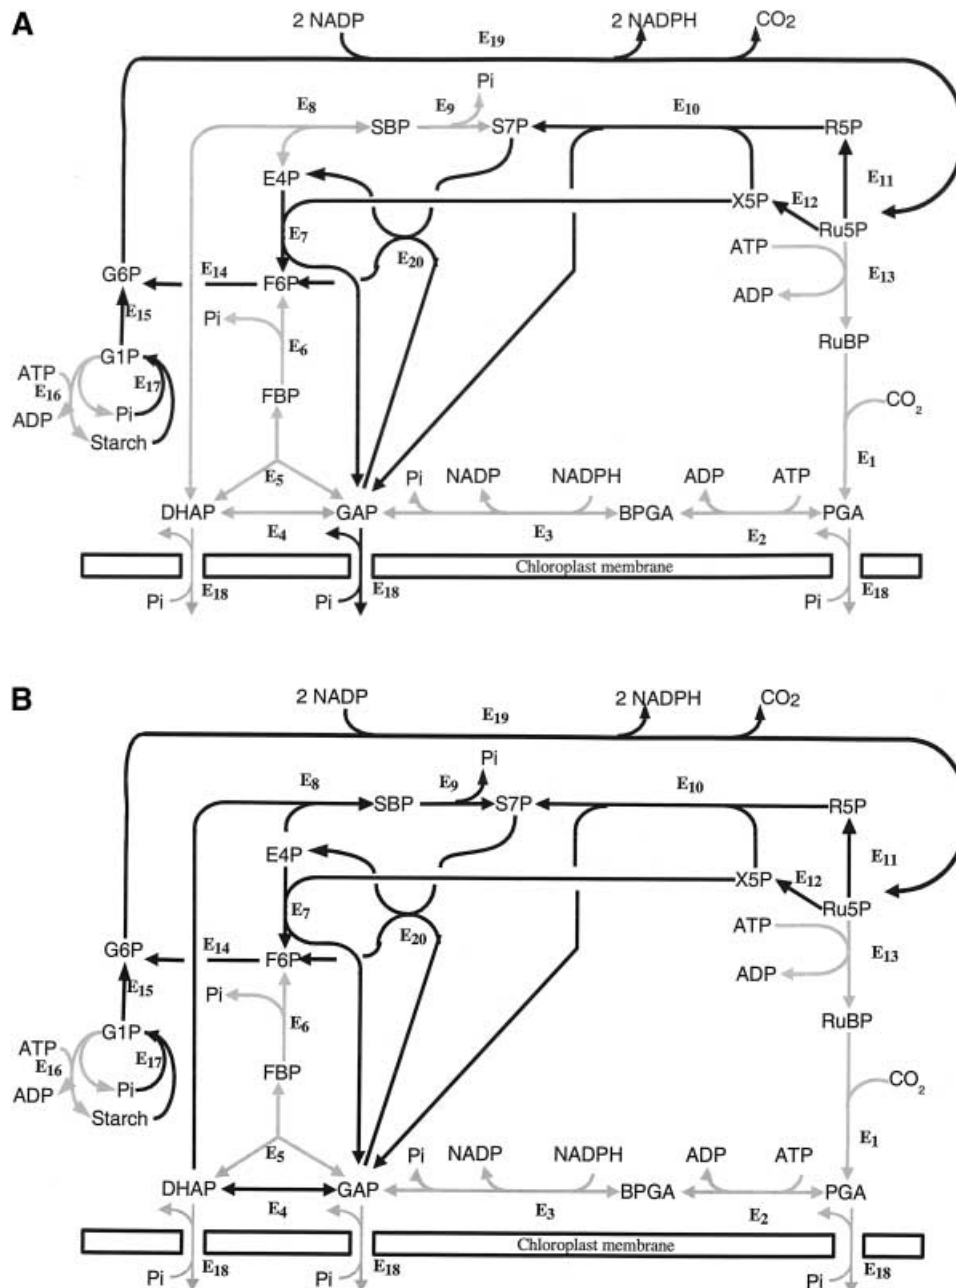 A
2 NADP
E19
2 NADPH
CO2
Pi
E8
E9
E10
SBP
S7P
R5P
E4P
E11
X5P
E12
Ru5P
E7
ATP
E20
G6P
E14
F6P
E13
ADP
E15
Pi
E6
RuBP
G1P
ATP
E17
E16
FBP
CO2
ADP
Pi
Starch
E1
E5
Pi
NADP
NADPH
ADP
ATP
DHAP
GAP
BPGA
PGA
E4
E3
E2
Chloroplast membrane
Pi
E18
Pi
E18
Pi
E18
B
2 NADP
E19
2 NADPH
CO2
Pi
E8
E9
E10
SBP
S7P
R5P
E4P
E11
X5P
E12
Ru5P
E7
ATP
E20
G6P
E14
F6P
E13
ADP
E15
Pi
E6
RuBP
G1P
ATP
E17
E16
FBP
CO2
ADP
Pi
Starch
E1
E5
Pi
NADP
NADPH
ADP
ATP
DHAP
GAP
BPGA
PGA
E4
E3
E2
Chloroplast membrane
Pi
E18
Pi
E18
Pi
E18